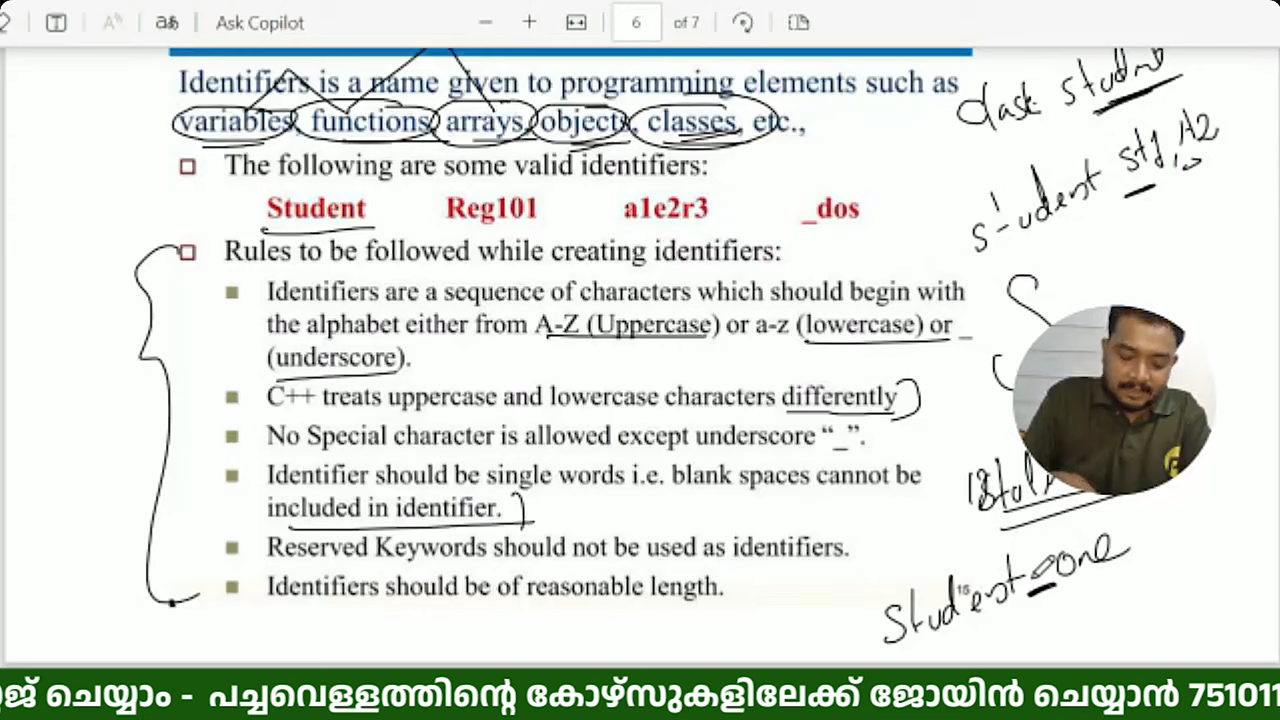 Ask Copilot
6 of 7
Identifiers is a name given to programming elements such as
variables, functions, arrays, objects, classes, etc.,
The following are some valid identifiers:
Student Reg101 a1e2r3 _dos
Rules to be followed while creating identifiers:
Identifiers are a sequence of characters which should begin with
the alphabet either from A-Z (Uppercase) or a-z (lowercase) or _
(underscore).
C++ treats uppercase and lowercase characters differently
No Special character is allowed except underscore “_”.
Identifier should be single words i.e. blank spaces cannot be
included in identifier.
Reserved Keywords should not be used as identifiers.
Identifiers should be of reasonable length.
student
Student one
ജ് ചെയ്യാം - പച്ചവെള്ളത്തിന്റെ കോഴ്സുകളിലേക്ക് ജോയിൻ ചെയ്യാൻ 75101